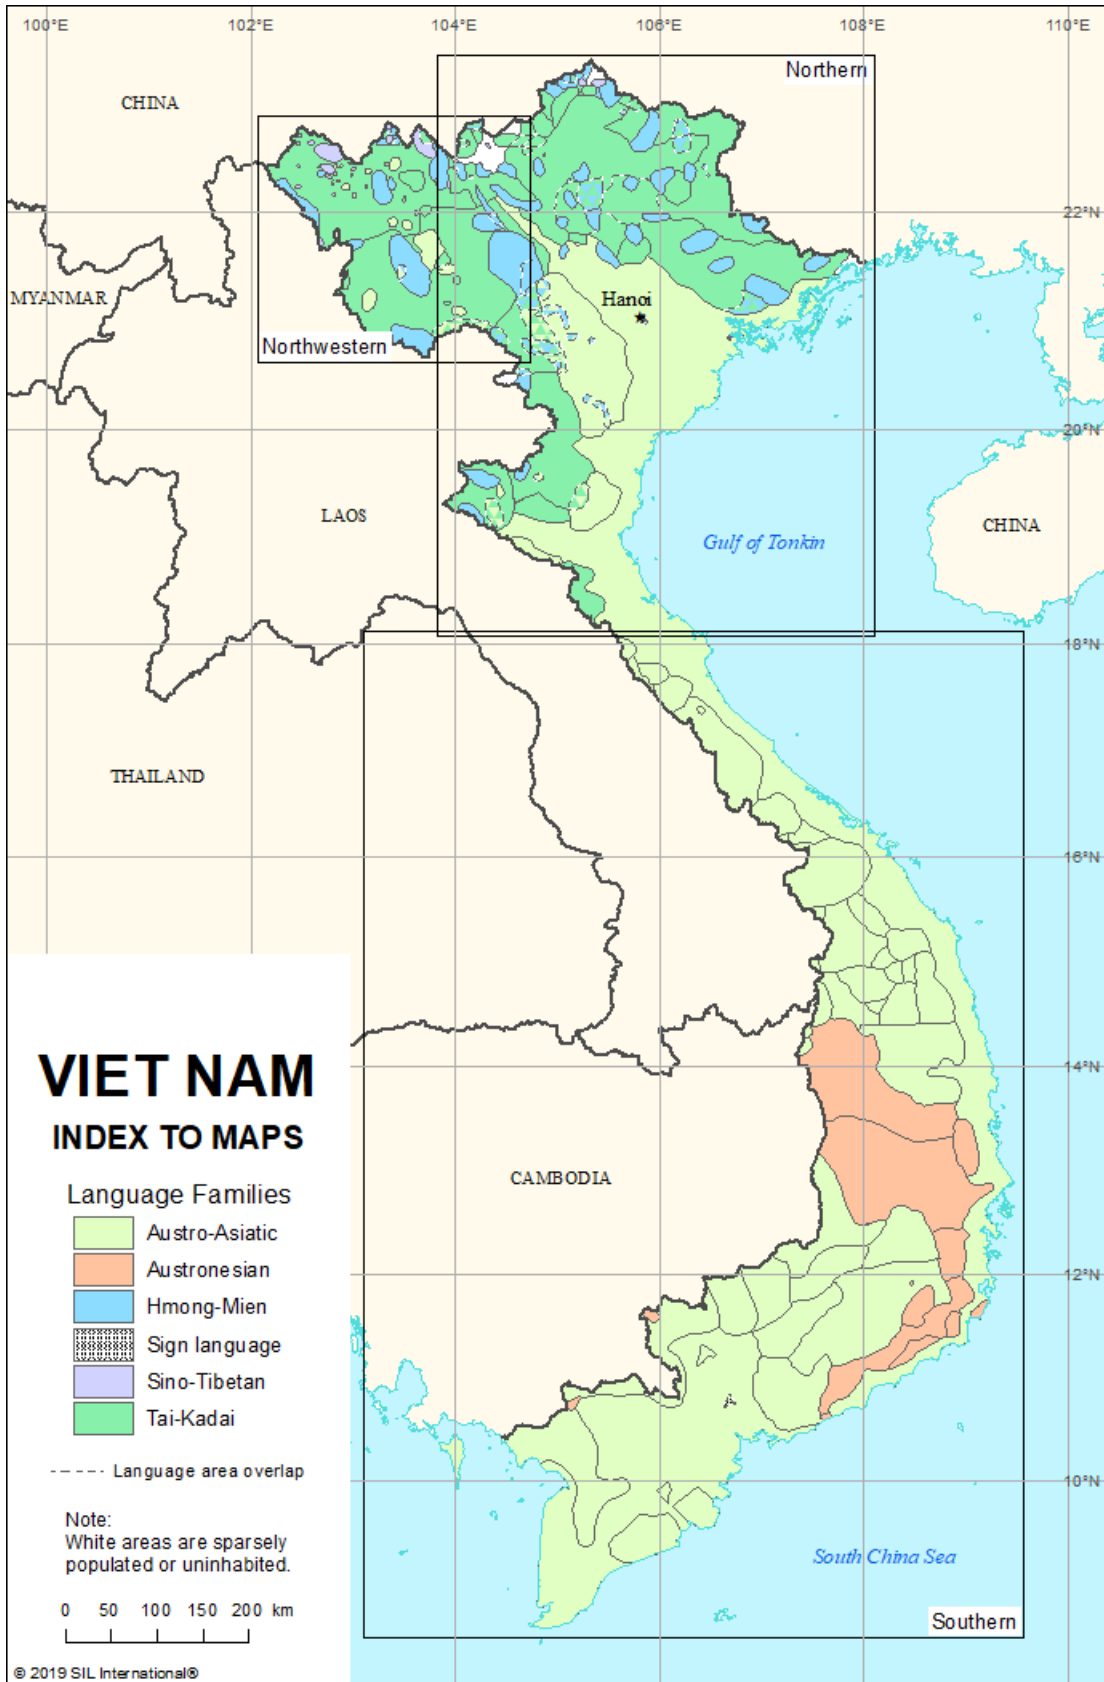 100°E
102°E
104°E
106°E
108°E
110°E
Northern
CHINA
22°N
MYANMAR
Hanoi
Northwestern
20°N
LAOS
CHINA
Gulf of Tonkin
18°N
THAILAND
16°N
14°N
VIET NAM
INDEX TO MAPS
CAMBODIA
Language Families
Austro-Asiatic
Austronesian
12°N
Hmong-Mien
Sign language
Sino-Tibetan
Tai-Kadai
Language area overlap
10°N
Note:
White areas are sparsely
populated or uninhabited.
South China Sea
0 50 100 150 200 km
Southern
© 2019 SIL International®